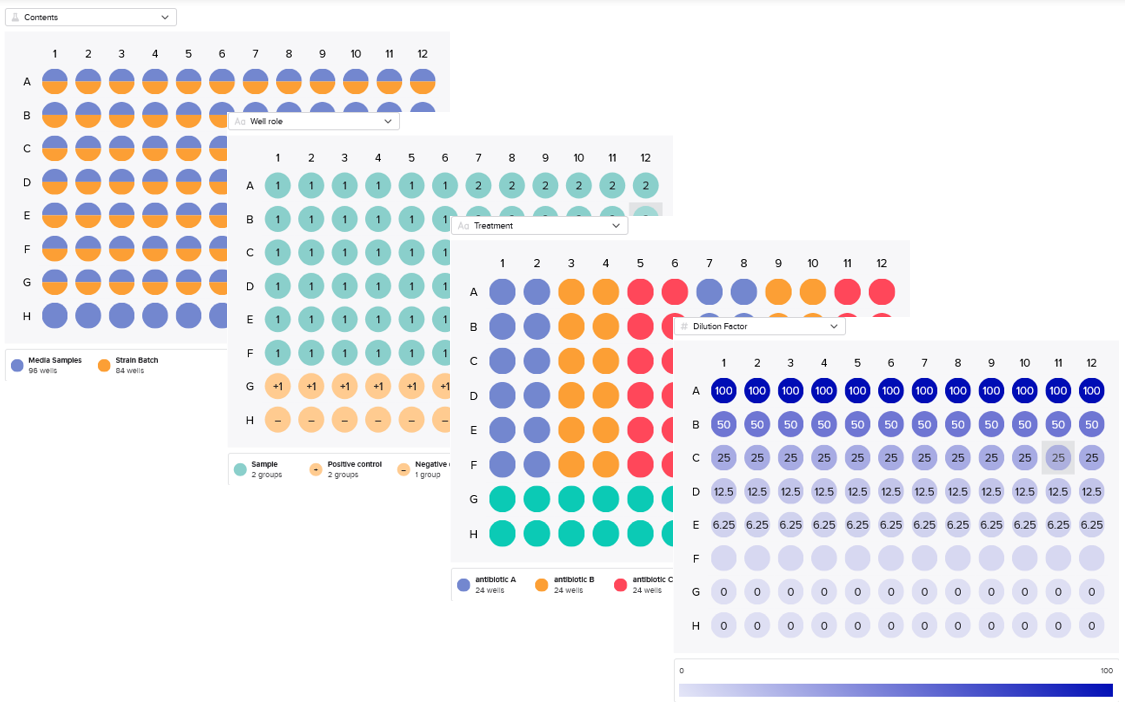 Contents
1 2 3 4 5 6 7 8 9 10 11 12
A
B
C
D
E
F
G
H
Media Samples
96 wells
Strain Batch
84 wells
Aa Well role
1 2 3 4 5 6 7 8 9 10 11 12
A 1 1 1 1 1 1 2 2 2 2 2 2
B 1 1 1 1 1 1
C 1 1 1 1 1 1
D 1 1 1 1 1 1
E 1 1 1 1 1 1
F 1 1 1 1 1 1
G +1 +1 +1 +1 +1 +1
H – – – – –
Sample
2 groups
+ Positive control
2 groups
– Negative
1 group
Aa Treatment
1 2 3 4 5 6 7 8 9 10 11 12
A
B
C
D
E
F
G
H
antibiotic A
24 wells
antibiotic B
24 wells
antibiotic C
24 wells
# Dilution Factor
1 2 3 4 5 6 7 8 9 10 11 12
A 100 100 100 100 100 100 100 100 100 100 100 100
B 50 50 50 50 50 50 50 50 50 50 50 50
C 25 25 25 25 25 25 25 25 25 25 25 25
D 12.5 12.5 12.5 12.5 12.5 12.5 12.5 12.5 12.5 12.5 12.5 12.5
E 6.25 6.25 6.25 6.25 6.25 6.25 6.25 6.25 6.25 6.25 6.25 6.25
F
G 0 0 0 0 0 0 0 0 0 0 0 0
H 0 0 0 0 0 0 0 0 0 0 0 0
0 100